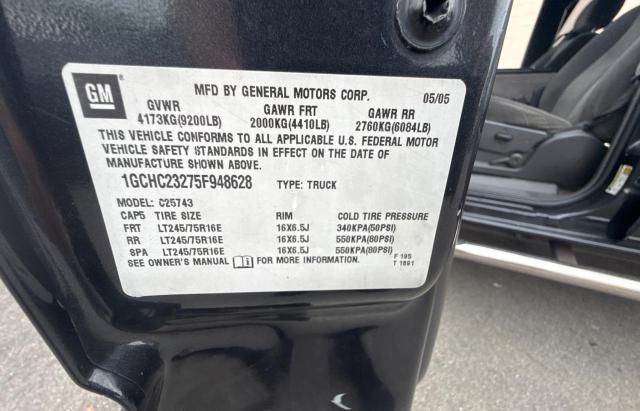 GM
MFD BY GENERAL MOTORS CORP. 05/05
GVWR GAWR FRT GAWR RR
4173KG(9200LB) 2000KG(4410LB) 2760KG(6084LB)
THIS VEHICLE CONFORMS TO ALL APPLICABLE U.S. FEDERAL MOTOR
VEHICLE SAFETY STANDARDS IN EFFECT ON THE DATE OF
MANUFACTURE SHOWN ABOVE.
1GCHC23275F948628 TYPE: TRUCK
MODEL: C25743
CAP5 TIRE SIZE RIM COLD TIRE PRESSURE
FRT LT245/75R16E 16X6.5J 340KPA(50PSI)
RR LT245/75R16E 16X6.5J 550KPA(80PSI)
SPA LT245/75R16E 16X6.5J 550KPA(80PSI)
SEE OWNER'S MANUAL FOR MORE INFORMATION. F 195
T 1891